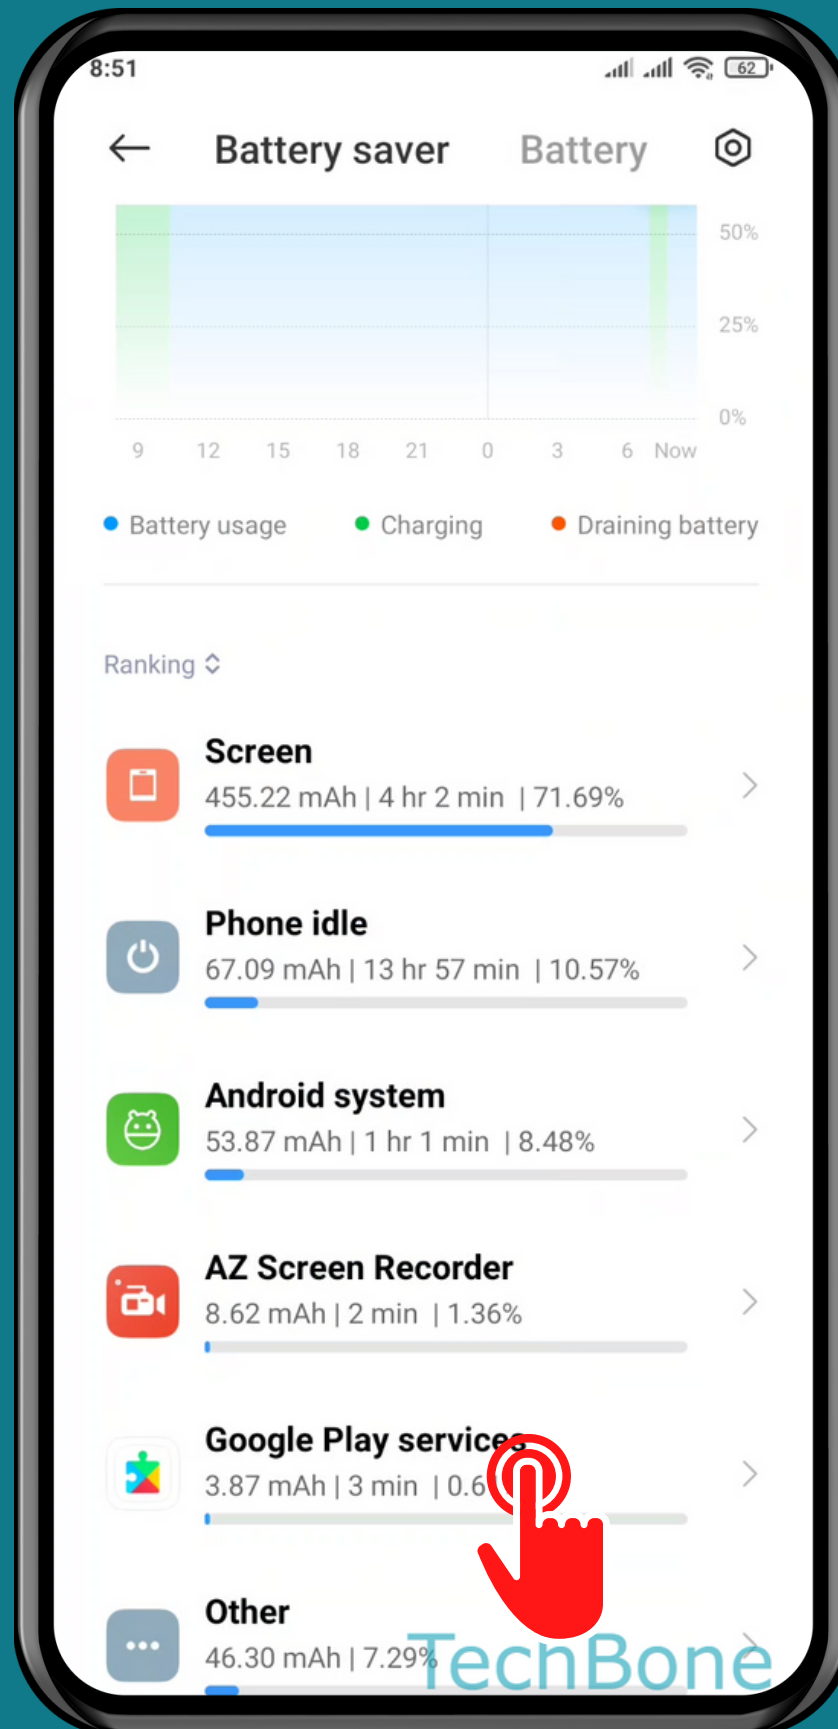 8:51 62
Battery saver Battery
50%
25%
0%
9 12 15 18 21 0 3 6 Now
Battery usage Charging Draining battery
Ranking
Screen
455.22 mAh | 4 hr 2 min | 71.69%
Phone idle
67.09 mAh | 13 hr 57 min | 10.57%
Android system
53.87 mAh | 1 hr 1 min | 8.48%
AZ Screen Recorder
8.62 mAh | 2 min | 1.36%
Google Play services
3.87 mAh | 3 min | 0.6
Other
46.30 mAh | 7.29%
TechBone